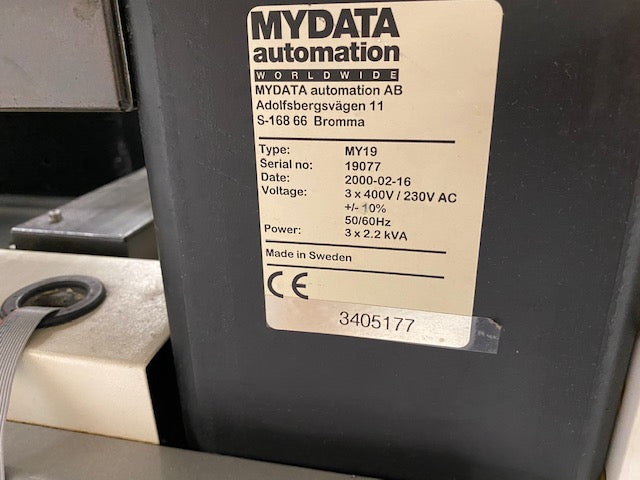 MYDATA
automation
WORLDWIDE
MYDATA automation AB
Adolfsbergsvägen 11
S-168 66 Bromma
Type: MY19
Serial no: 19077
Date: 2000-02-16
Voltage: 3 x 400V / 230V AC
+/- 10%
50/60Hz
Power: 3 x 2.2 kVA
Made in Sweden
CE
3405177